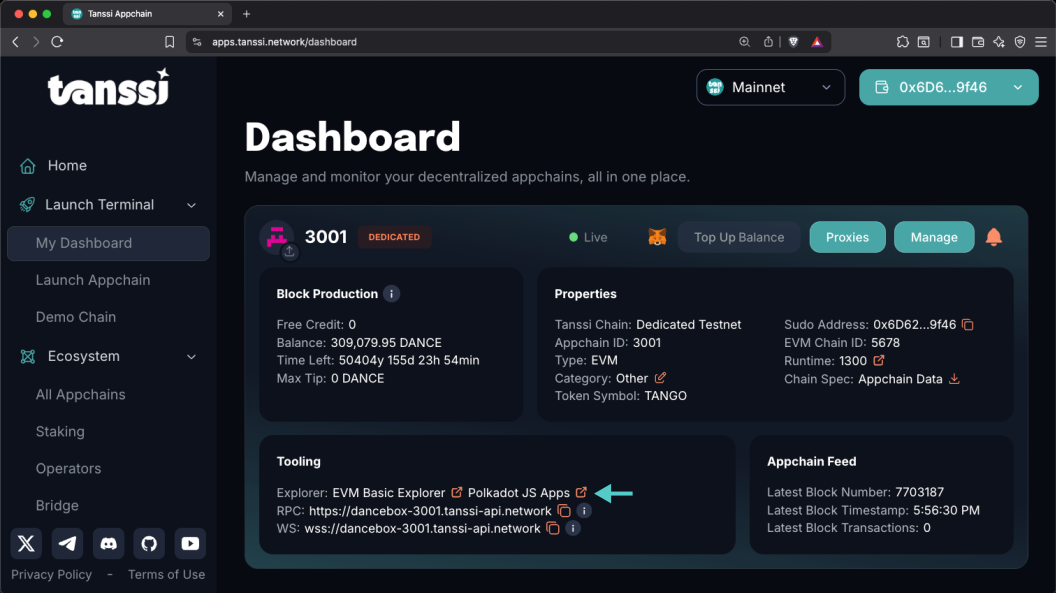 Tanssi Appchain
apps.tanssi.network/dashboard
tanssi
Home
Launch Terminal
My Dashboard
Launch Appchain
Demo Chain
Ecosystem
All Appchains
Staking
Operators
Bridge
Privacy Policy - Terms of Use
tanssi Mainnet
0x6D6...9f46
Dashboard
Manage and monitor your decentralized appchains, all in one place.
3001 DEDICATED
Live
Top Up Balance
Proxies
Manage
Block Production i
Free Credit: 0
Balance: 309,079.95 DANCE
Time Left: 50404y 155d 23h 54min
Max Tip: 0 DANCE
Properties
Tanssi Chain: Dedicated Testnet
Appchain ID: 3001
Type: EVM
Category: Other
Token Symbol: TANGO
Sudo Address: 0x6D62...9f46
EVM Chain ID: 5678
Runtime: 1300
Chain Spec: Appchain Data
Tooling
Explorer: EVM Basic Explorer Polkadot JS Apps
RPC: https://dancebox-3001.tanssi-api.network i
WS: wss://dancebox-3001.tanssi-api.network i
Appchain Feed
Latest Block Number: 7703187
Latest Block Timestamp: 5:56:30 PM
Latest Block Transactions: 0